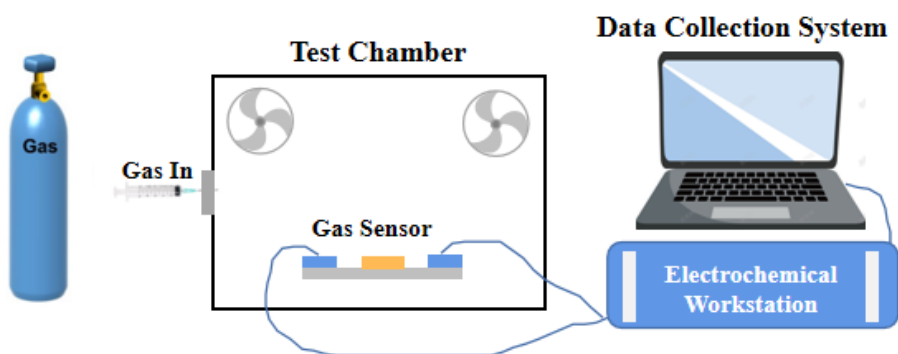 Data Collection System
Test Chamber
Gas
Gas In
Gas Sensor
Electrochemical
Workstation